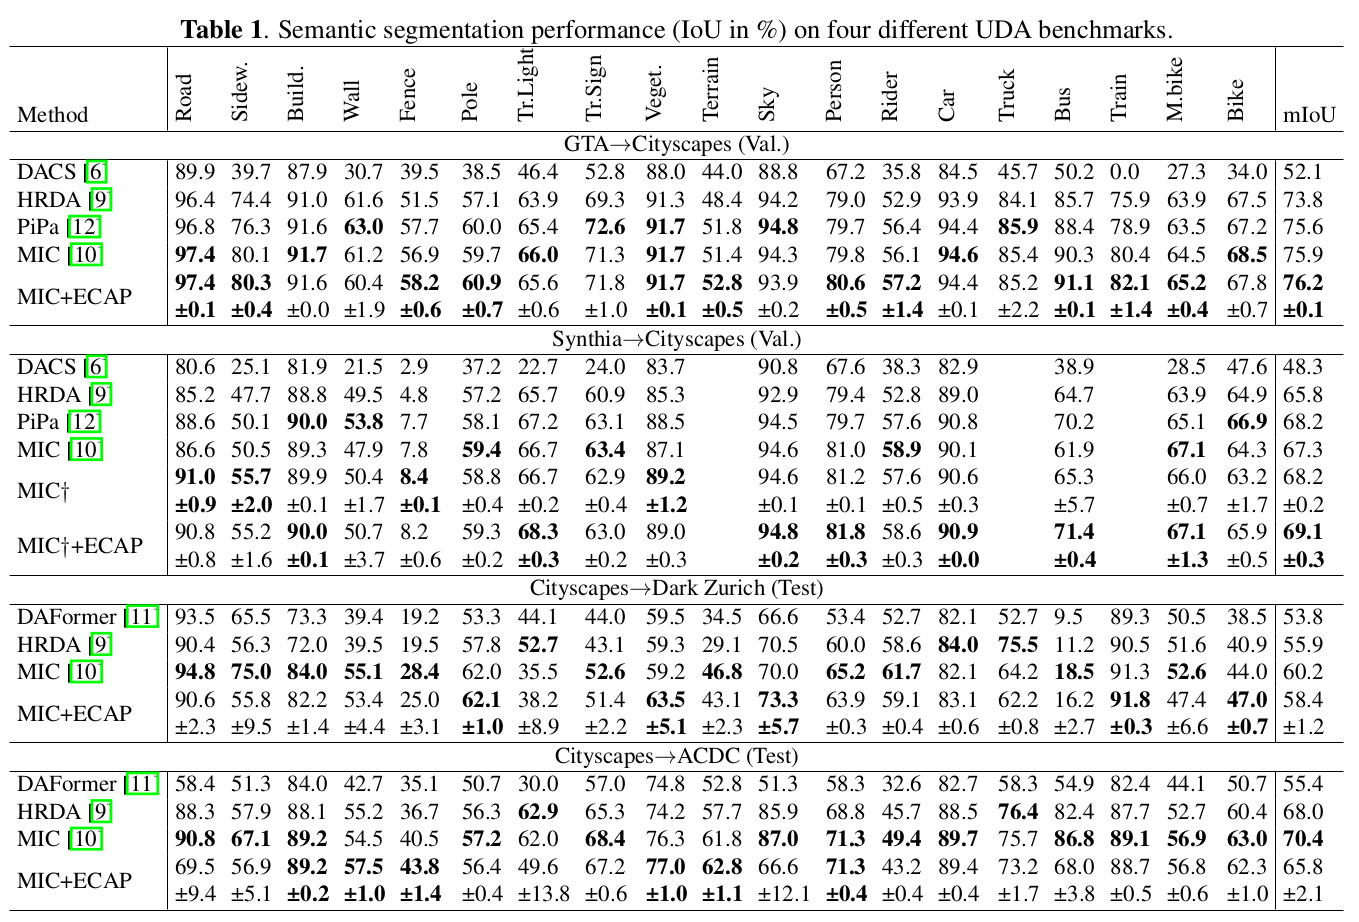 Table 1. Semantic segmentation performance (IoU in %) on four different UDA benchmarks.
Method Road Sidew. Build. Wall Fence Pole Tr.Light Tr.Sign Veget. Terrain Sky Person Rider Car Truck Bus Train M.bike Bike mIoU
GTA→Cityscapes (Val.)
DACS [6] 89.9 39.7 87.9 30.7 39.5 38.5 46.4 52.8 88.0 44.0 88.8 67.2 35.8 84.5 45.7 50.2 0.0 27.3 34.0 52.1
HRDA [9] 96.4 74.4 91.0 61.6 51.5 57.1 63.9 69.3 91.3 48.4 94.2 79.0 52.9 93.9 84.1 85.7 75.9 63.9 67.5 73.8
PiPa [12] 96.8 76.3 91.6 63.0 57.7 60.0 65.4 72.6 91.7 51.8 94.8 79.7 56.4 94.4 85.9 88.4 78.9 63.5 67.2 75.6
MIC [10] 97.4 80.1 91.7 61.2 56.9 59.7 66.0 71.3 91.7 51.4 94.3 79.8 56.1 94.6 85.4 90.3 80.4 64.5 68.5 75.9
MIC+ECAP 97.4 80.3 91.6 60.4 58.2 60.9 65.6 71.8 91.7 52.8 93.9 80.6 57.2 94.4 85.2 91.1 82.1 65.2 67.8 76.2
±0.1 ±0.4 ±0.0 ±1.9 ±0.6 ±0.7 ±0.6 ±1.0 ±0.1 ±0.5 ±0.2 ±0.5 ±1.4 ±0.1 ±2.2 ±0.1 ±1.4 ±0.4 ±0.7 ±0.1
Synthia→Cityscapes (Val.)
DACS [6] 80.6 25.1 81.9 21.5 2.9 37.2 22.7 24.0 83.7 90.8 67.6 38.3 82.9 38.9 28.5 47.6 48.3
HRDA [9] 85.2 47.7 88.8 49.5 4.8 57.2 65.7 60.9 85.3 92.9 79.4 52.8 89.0 64.7 63.9 64.9 65.8
PiPa [12] 88.6 50.1 90.0 53.8 7.7 58.1 67.2 63.1 88.5 94.5 79.7 57.6 90.8 70.2 65.1 66.9 68.2
MIC [10] 86.6 50.5 89.3 47.9 7.8 59.4 66.7 63.4 87.1 94.6 81.0 58.9 90.1 61.9 67.1 64.3 67.3
MIC† 91.0 55.7 89.9 50.4 8.4 58.8 66.7 62.9 89.2 94.6 81.2 57.6 90.6 65.3 66.0 63.2 68.2
±0.9 ±2.0 ±0.1 ±1.7 ±0.1 ±0.4 ±0.2 ±0.4 ±1.2 ±0.1 ±0.1 ±0.5 ±0.3 ±5.7 ±0.7 ±1.7 ±0.2
MIC†+ECAP 90.8 55.2 90.0 50.7 8.2 59.3 68.3 63.0 89.0 94.8 81.8 58.6 90.9 71.4 67.1 65.9 69.1
±0.8 ±1.6 ±0.1 ±3.7 ±0.6 ±0.2 ±0.3 ±0.2 ±0.3 ±0.2 ±0.3 ±0.3 ±0.0 ±0.4 ±1.3 ±0.5 ±0.3
Cityscapes→Dark Zurich (Test)
DAFormer [11] 93.5 65.5 73.3 39.4 19.2 53.3 44.1 44.0 59.5 34.5 66.6 53.4 52.7 82.1 52.7 9.5 89.3 50.5 38.5 53.8
HRDA [9] 90.4 56.3 72.0 39.5 19.5 57.8 52.7 43.1 59.3 29.1 70.5 60.0 58.6 84.0 75.5 11.2 90.5 51.6 40.9 55.9
MIC [10] 94.8 75.0 84.0 55.1 28.4 62.0 35.5 52.6 59.2 46.8 70.0 65.2 61.7 82.1 64.2 18.5 91.3 52.6 44.0 60.2
MIC+ECAP 90.6 55.8 82.2 53.4 25.0 62.1 38.2 51.4 63.5 43.1 73.3 63.9 59.1 83.1 62.2 16.2 91.8 47.4 47.0 58.4
±2.3 ±9.5 ±1.4 ±4.4 ±3.1 ±1.0 ±8.9 ±2.2 ±5.1 ±2.3 ±5.7 ±0.3 ±0.4 ±0.6 ±0.8 ±2.7 ±0.3 ±6.6 ±0.7 ±1.2
Cityscapes→ACDC (Test)
DAFormer [11] 58.4 51.3 84.0 42.7 35.1 50.7 30.0 57.0 74.8 52.8 51.3 58.3 32.6 82.7 58.3 54.9 82.4 44.1 50.7 55.4
HRDA [9] 88.3 57.9 88.1 55.2 36.7 56.3 62.9 65.3 74.2 57.7 85.9 68.8 45.7 88.5 76.4 82.4 87.7 52.7 60.4 68.0
MIC [10] 90.8 67.1 89.2 54.5 40.5 57.2 62.0 68.4 76.3 61.8 87.0 71.3 49.4 89.7 75.7 86.8 89.1 56.9 63.0 70.4
MIC+ECAP 69.5 56.9 89.2 57.5 43.8 56.4 49.6 67.2 77.0 62.8 66.6 71.3 43.2 89.4 73.2 68.0 88.7 56.8 62.3 65.8
±9.4 ±5.1 ±0.2 ±1.0 ±1.4 ±0.4 ±13.8 ±0.6 ±1.0 ±1.1 ±12.1 ±0.4 ±0.4 ±0.4 ±1.7 ±3.8 ±0.5 ±0.6 ±1.0 ±2.1